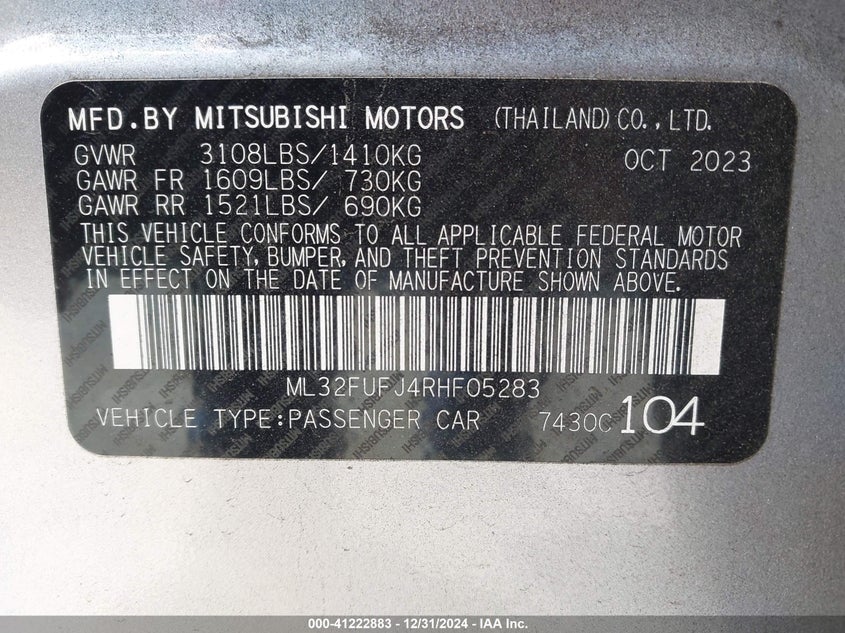 MFD.BY MITSUBISHI MOTORS (THAILAND) CO.,LTD.
GVWR 3108LBS/1410KG OCT 2023
GAWR FR 1609LBS/ 730KG
GAWR RR 1521LBS/ 690KG
THIS VEHICLE CONFORMS TO ALL APPLICABLE FEDERAL MOTOR
VEHICLE SAFETY, BUMPER, AND THEFT PREVENTION STANDARDS
IN EFFECT ON THE DATE OF MANUFACTURE SHOWN ABOVE.
ML32FUFJ4RHF05283
VEHICLE TYPE:PASSENGER CAR 7430C 104
000-41222883 - 12/31/2024 - IAA Inc.